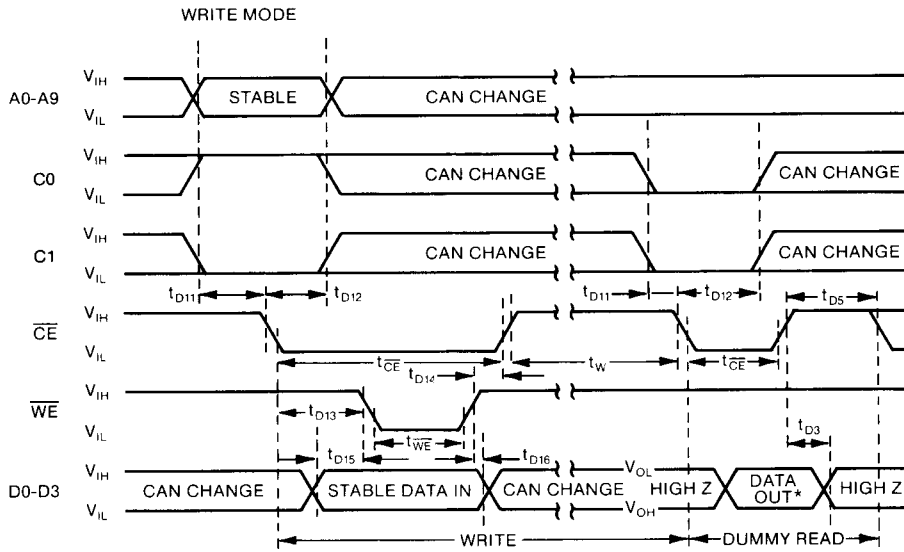 WRITE MODE
A0-A9 VIH STABLE CAN CHANGE
VIL
C0 VIH CAN CHANGE CAN CHANGE
VIL
C1 VIH CAN CHANGE CAN CHANGE
VIL
tD11 tD12 tD11 tD12 tD5
CE VIH
VIL
tCE tW tCE
tD14
WE VIH
VIL
tD13 tWE tD3
tD15 tD16
D0-D3 VIH CAN CHANGE STABLE DATA IN CAN CHANGE VOL HIGH Z DATA OUT* HIGH Z
VIL VOH
WRITE DUMMY READ